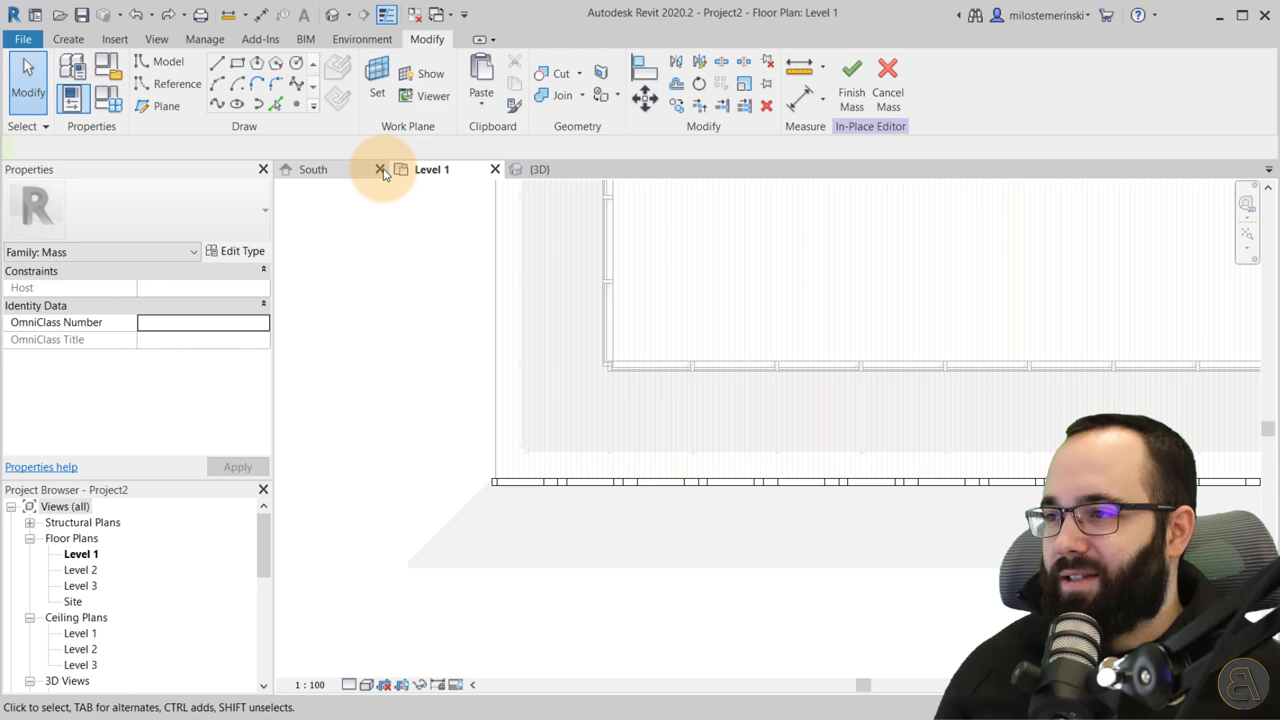 Autodesk Revit 2020.2 - Project2 - Floor Plan: Level 1
milostemerinski
File Create Insert View Manage Add-Ins BIM Environment Modify
Modify
Model
Reference
Plane
Set
Show
Viewer
Paste
Cut
Join
Finish
Mass
Cancel
Mass
Select Properties Draw Work Plane Clipboard Geometry Modify Measure In-Place Editor
Properties
South
Level 1
{3D}
R
Family: Mass
Edit Type
Constraints
Host
Identity Data
OmniClass Number
OmniClass Title
Properties help
Apply
Project Browser - Project2
Views (all)
Structural Plans
Floor Plans
Level 1
Level 2
Level 3
Site
Ceiling Plans
Level 1
Level 2
Level 3
3D Views
1 : 100
Click to select, TAB for alternates, CTRL adds, SHIFT unselects.